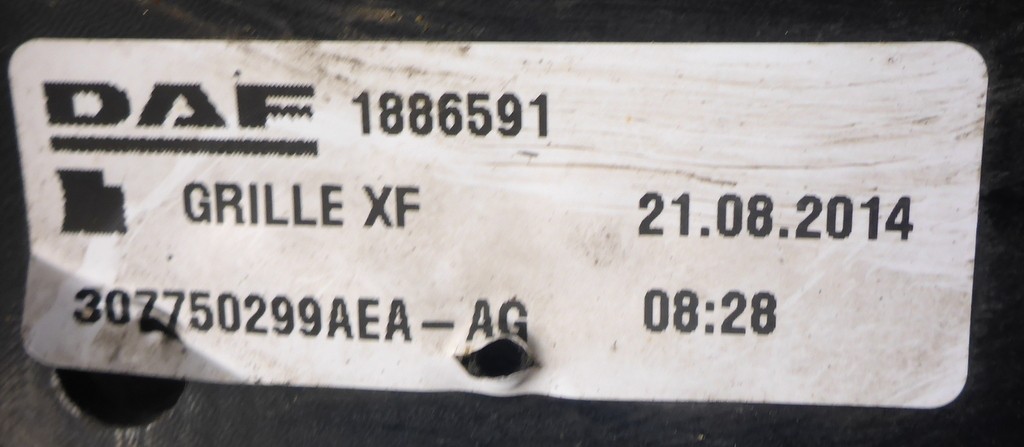 DAF 1886591
GRILLE XF 21.08.2014
307750299AEA-AG 08:28